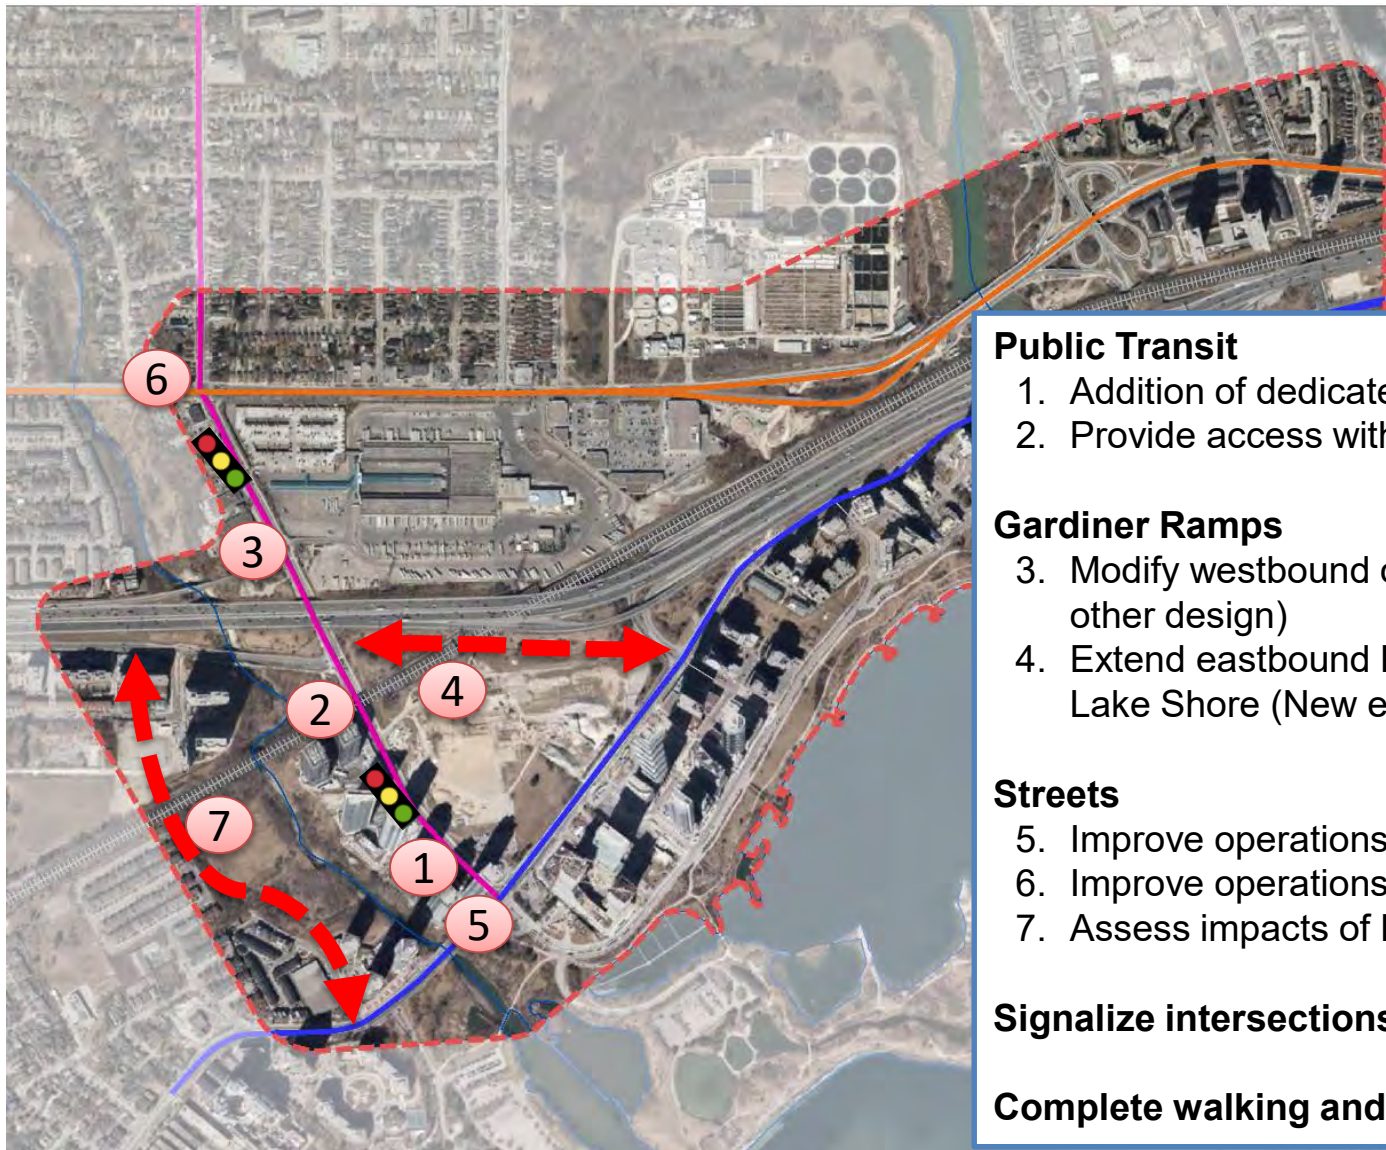 6
3
2
4
7
1
5
Public Transit
1. Addition of dedicate
2. Provide access with
Gardiner Ramps
3. Modify westbound
other design)
4. Extend eastbound
Lake Shore (New e
Streets
5. Improve operations
6. Improve operations
7. Assess impacts of
Signalize intersections
Complete walking and